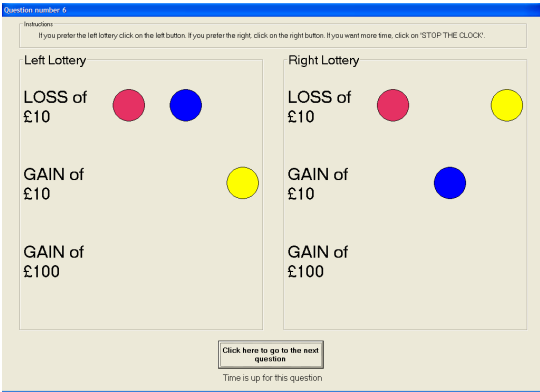 Question number 6
Instructions
If you prefer the left lottery click on the left button. If you prefer the right, click on the right button. If you want more time, click on "STOP THE CLOCK".
Left Lottery
LOSS of
£10
GAIN of
£10
GAIN of
£100
Right Lottery
LOSS of
£10
GAIN of
£10
GAIN of
£100
Click here to go to the next
question
Time is up for this question